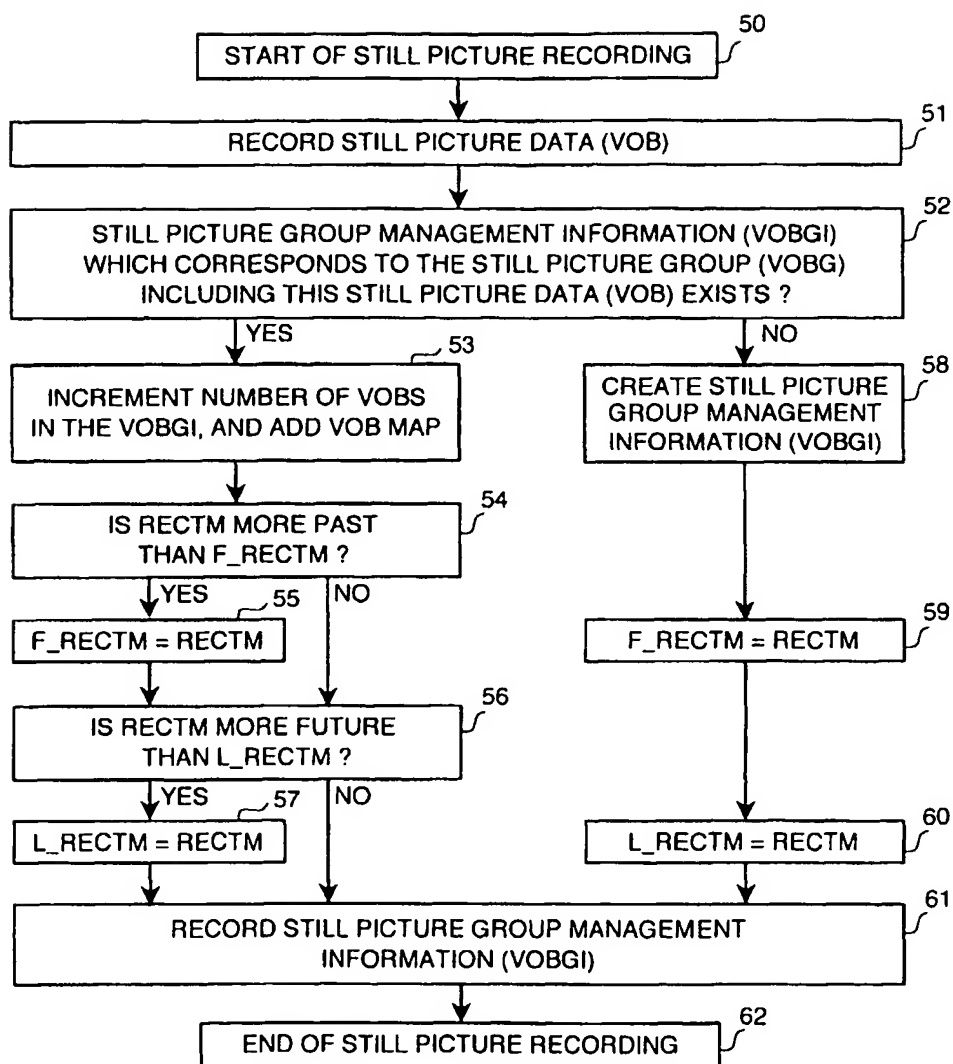 50
START OF STILL PICTURE RECORDING
51
RECORD STILL PICTURE DATA (VOB)
52
STILL PICTURE GROUP MANAGEMENT INFORMATION (VOBGI)
WHICH CORRESPONDS TO THE STILL PICTURE GROUP (VOBG)
INCLUDING THIS STILL PICTURE DATA (VOB) EXISTS ?
YES
NO
53
INCREMENT NUMBER OF VOBS
IN THE VOBGI, AND ADD VOB MAP
58
CREATE STILL PICTURE
GROUP MANAGEMENT
INFORMATION (VOBGI)
54
IS RECTM MORE PAST
THAN F_RECTM ?
YES
NO
55
F_RECTM = RECTM
59
F_RECTM = RECTM
56
IS RECTM MORE FUTURE
THAN L_RECTM ?
YES
NO
57
L_RECTM = RECTM
60
L_RECTM = RECTM
61
RECORD STILL PICTURE GROUP MANAGEMENT
INFORMATION (VOBGI)
62
END OF STILL PICTURE RECORDING